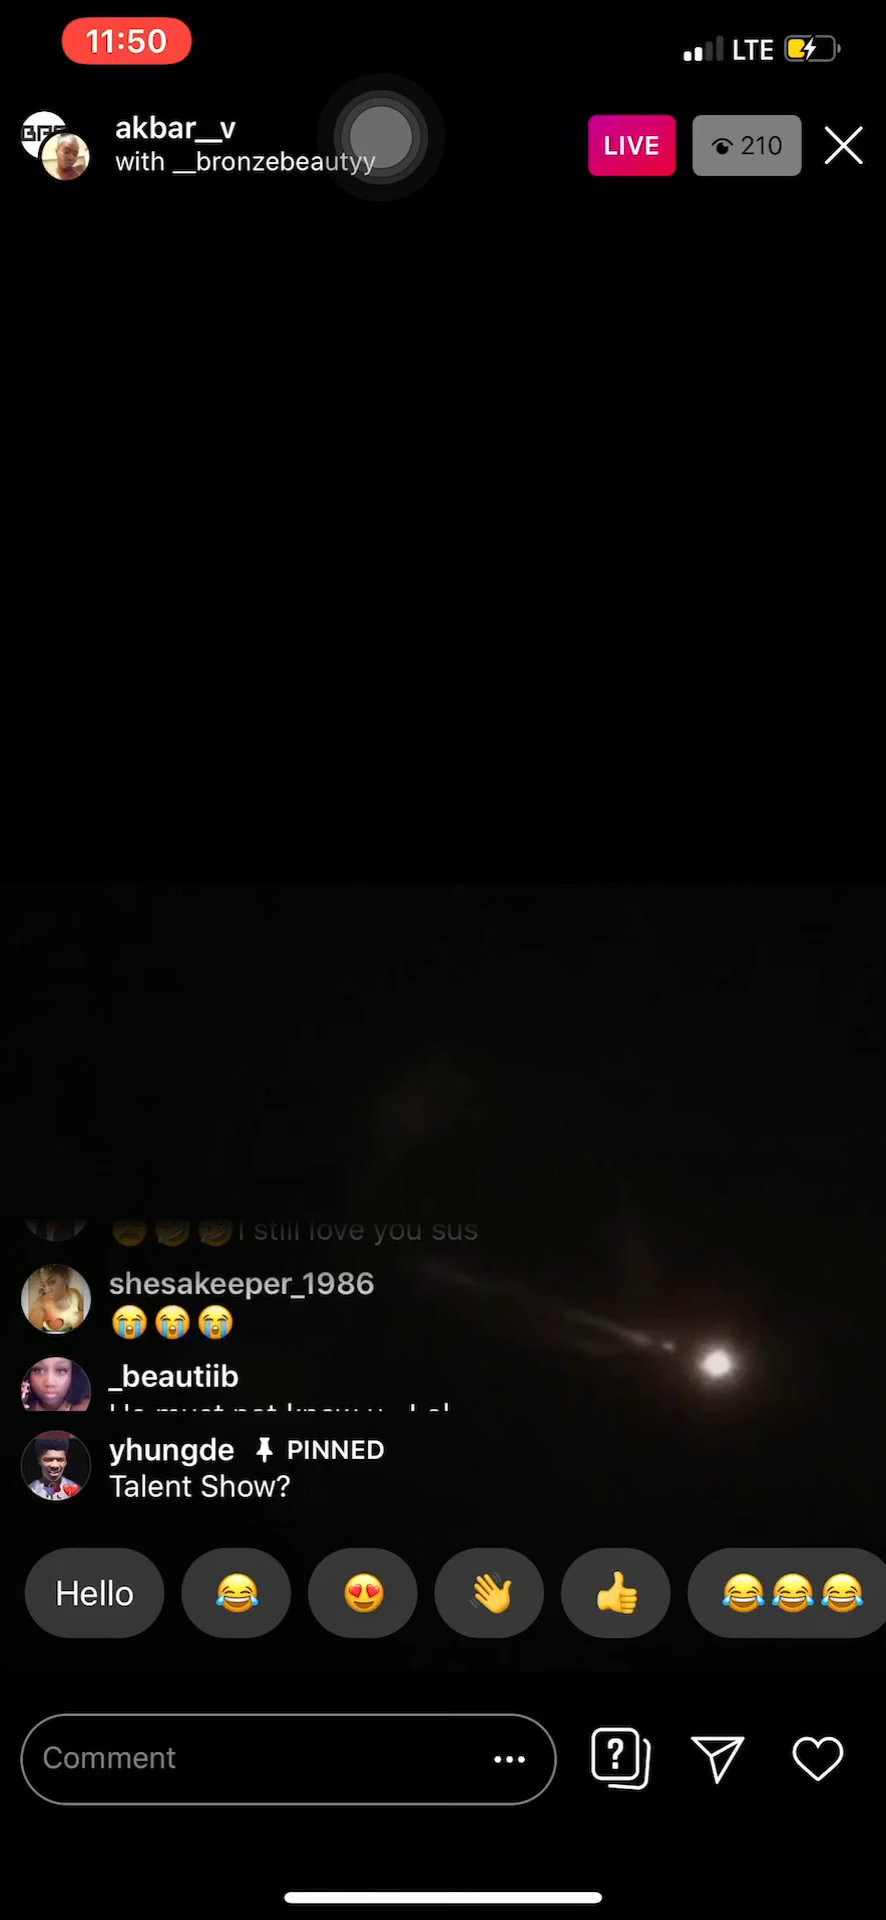 11:50
LTE
akbar__v
with __bronzebeautyy
LIVE
210
I still love you sus
shesakeeper_1986
😭😭😭
_beautiib
yhungde PINNED
Talent Show?
Hello
😂
😍
👋
👍
😂😂😂
Comment